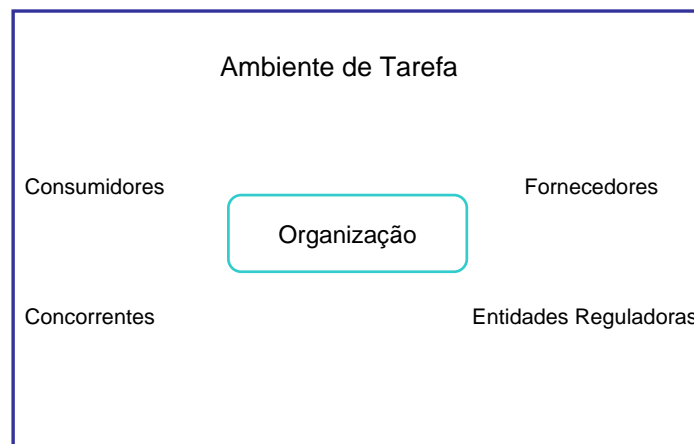 Ambiente de Tarefa
Consumidores
Fornecedores
Organização
Concorrentes
Entidades Reguladoras